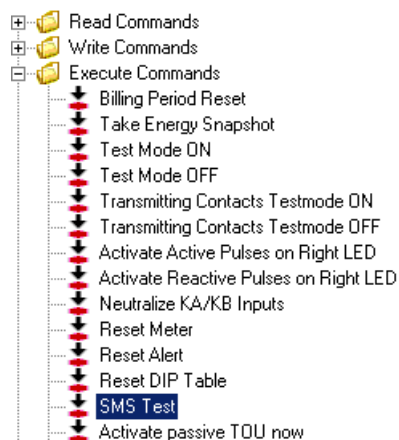 Read Commands
Write Commands
Execute Commands
Billing Period Reset
Take Energy Snapshot
Test Mode ON
Test Mode OFF
Transmitting Contacts Testmode ON
Transmitting Contacts Testmode OFF
Activate Active Pulses on Right LED
Activate Reactive Pulses on Right LED
Neutralize KA/KB Inputs
Reset Meter
Reset Alert
Reset DIP Table
SMS Test
Activate passive TOU now